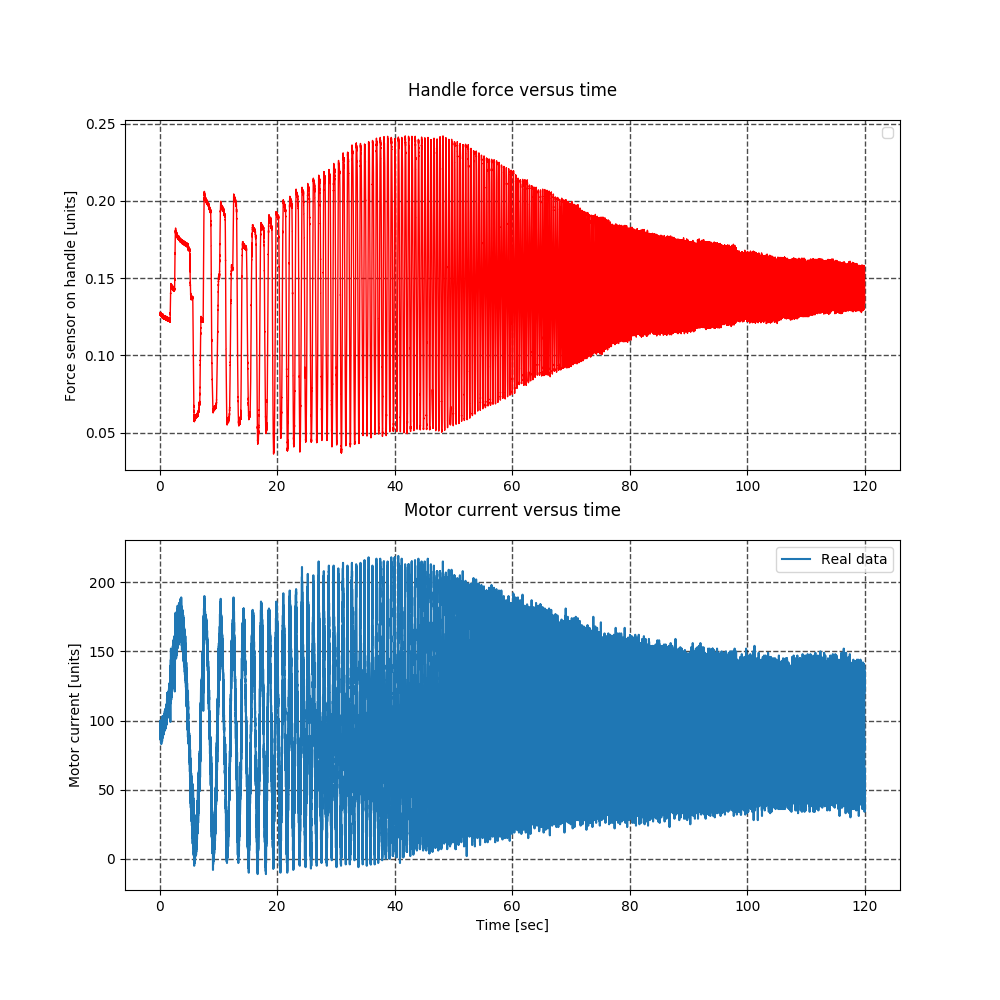 Handle force versus time
Force sensor on handle [units]
0.25
0.20
0.15
0.10
0.05
0 20 40 60 80 100 120
Motor current versus time
Motor current [units]
200
150
100
50
0
Real data
0 20 40 60 80 100 120
Time [sec]